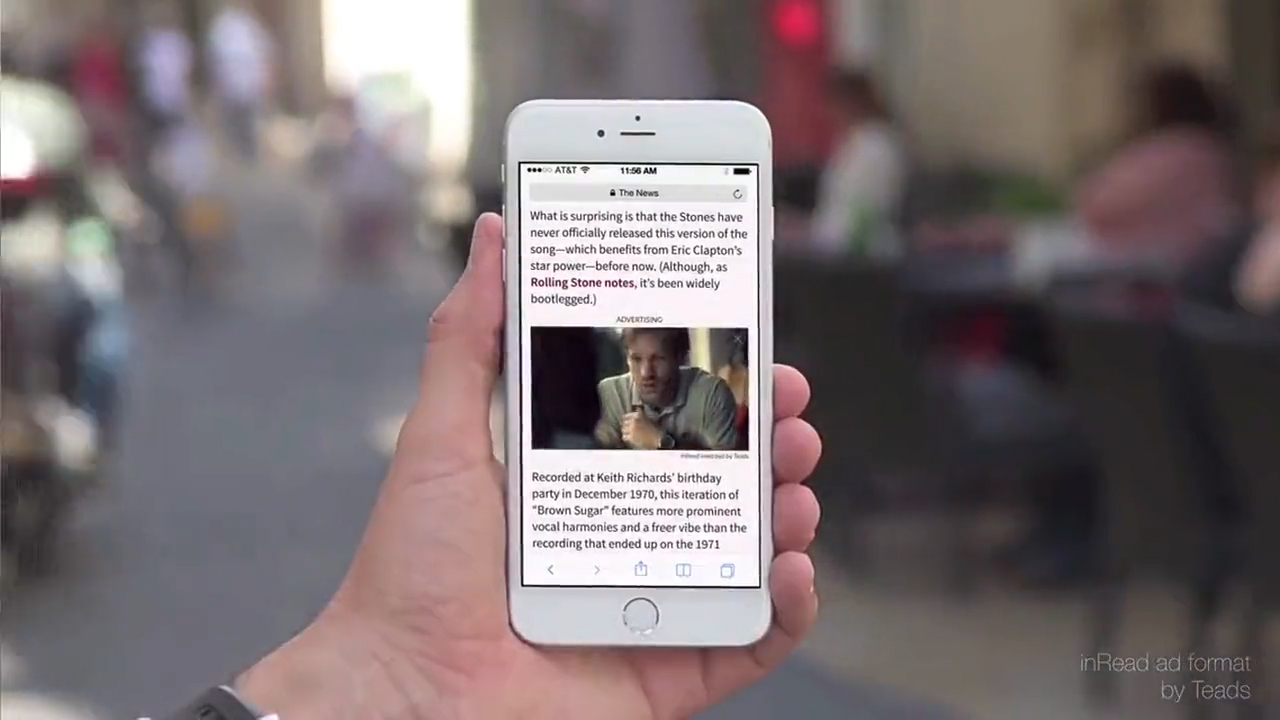 AT&T
11:56 AM
The News
What is surprising is that the Stones have
never officially released this version of the
song—which benefits from Eric Clapton's
star power—before now. (Although, as
Rolling Stone notes, it's been widely
bootlegged.)
ADVERTISING
inRead invented by Teads
Recorded at Keith Richards' birthday
party in December 1970, this iteration of
“Brown Sugar” features more prominent
vocal harmonies and a freer vibe than the
recording that ended up on the 1971
inRead ad format
by Teads